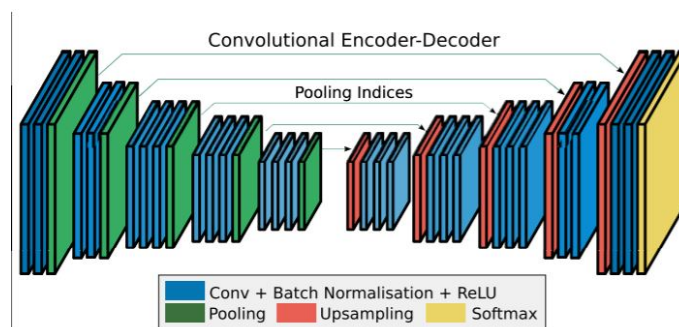 Convolutional Encoder-Decoder
Pooling Indices
Conv + Batch Normalisation + ReLU
Pooling Upsampling Softmax